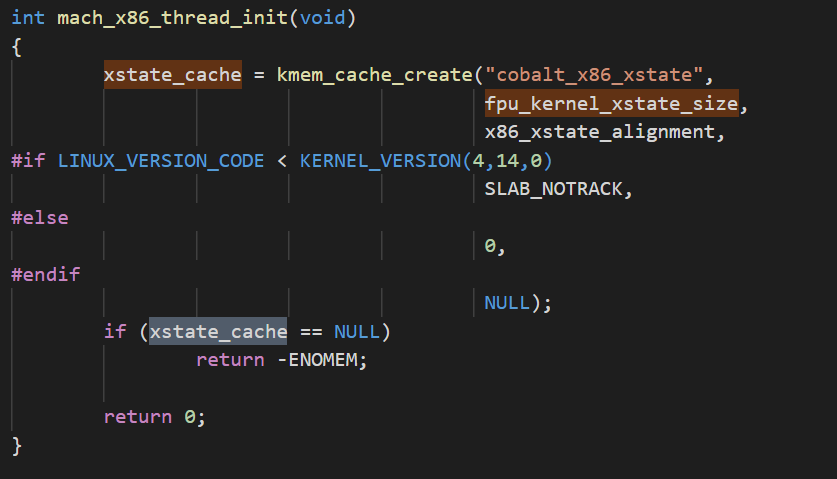 int mach_x86_thread_init(void)
{
xstate_cache = kmem_cache_create("cobalt_x86_xstate",
fpu_kernel_xstate_size,
x86_xstate_alignment,
#if LINUX_VERSION_CODE < KERNEL_VERSION(4,14,0)
SLAB_NOTRACK,
#else
0,
#endif
NULL);
if (xstate_cache == NULL)
return -ENOMEM;
return 0;
}